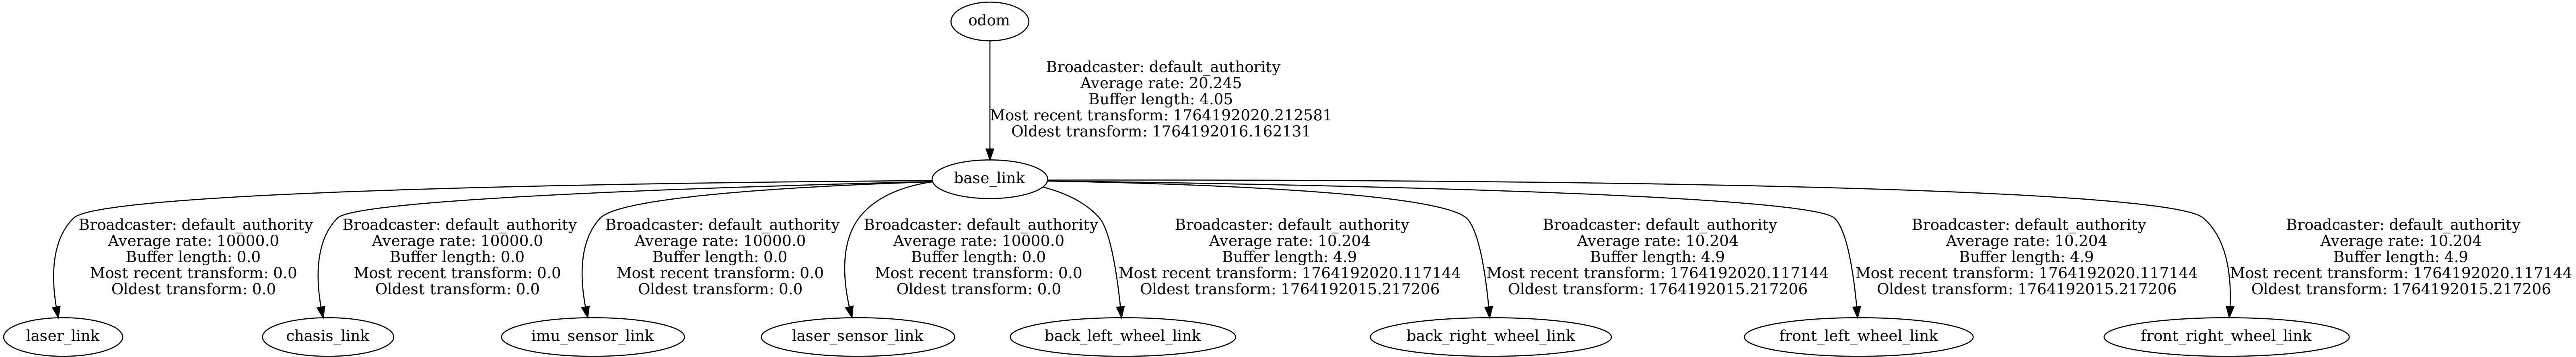 odom
Broadcaster: default_authority
Average rate: 20.245
Buffer length: 4.05
Most recent transform: 1764192020.212581
Oldest transform: 1764192016.162131
base_link
Broadcaster: default_authority
Average rate: 10000.0
Buffer length: 0.0
Most recent transform: 0.0
Oldest transform: 0.0
Broadcaster: default_authority
Average rate: 10000.0
Buffer length: 0.0
Most recent transform: 0.0
Oldest transform: 0.0
Broadcaster: default_authority
Average rate: 10000.0
Buffer length: 0.0
Most recent transform: 0.0
Oldest transform: 0.0
Broadcaster: default_authority
Average rate: 10000.0
Buffer length: 0.0
Most recent transform: 0.0
Oldest transform: 0.0
Broadcaster: default_authority
Average rate: 10.204
Buffer length: 4.9
Most recent transform: 1764192020.117144
Oldest transform: 1764192015.217206
Broadcaster: default_authority
Average rate: 10.204
Buffer length: 4.9
Most recent transform: 1764192020.117144
Oldest transform: 1764192015.217206
Broadcaster: default_authority
Average rate: 10.204
Buffer length: 4.9
Most recent transform: 1764192020.117144
Oldest transform: 1764192015.217206
Broadcaster: default_authority
Average rate: 10.204
Buffer length: 4.9
Most recent transform: 1764192020.117144
Oldest transform: 1764192015.217206
laser_link
chasis_link
imu_sensor_link
laser_sensor_link
back_left_wheel_link
back_right_wheel_link
front_left_wheel_link
front_right_wheel_link